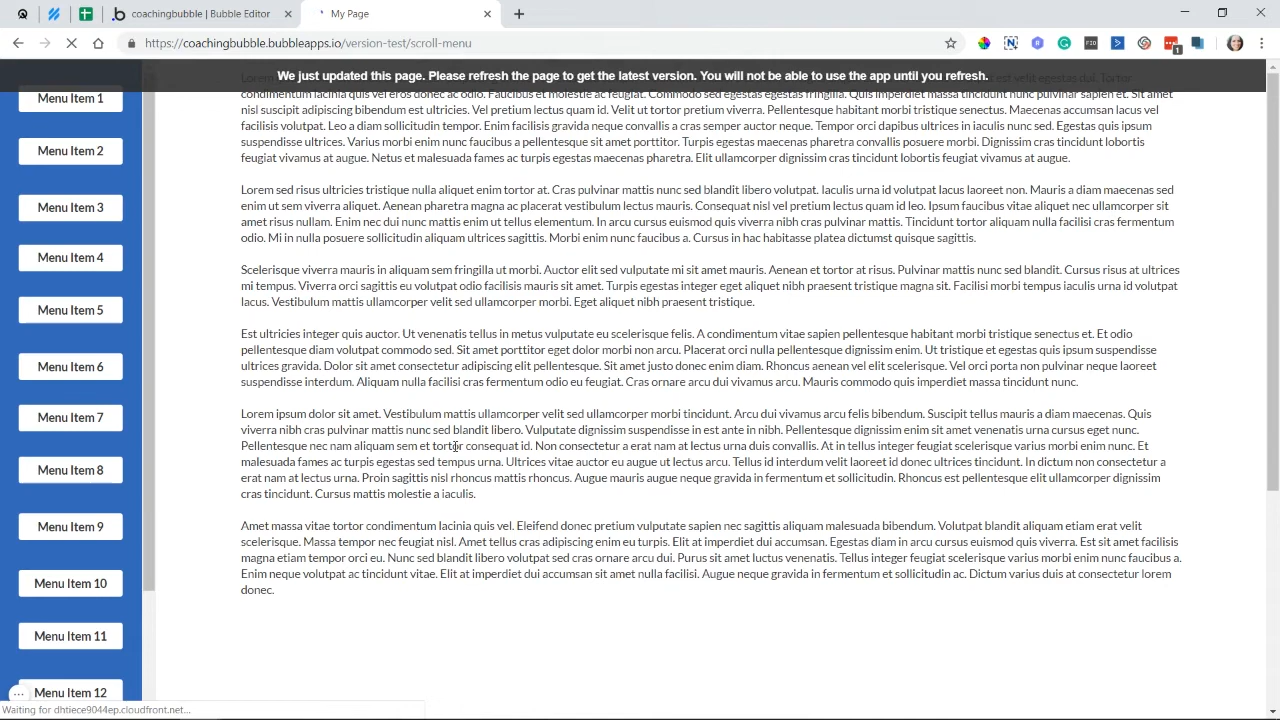 coachingbubble | Bubble Editor
My Page
https://coachingbubble.bubbleapps.io/version-test/scroll-menu
We just updated this page. Please refresh the page to get the latest version. You will not be able to use the app until you refresh.
Menu Item 1
Menu Item 2
Menu Item 3
Menu Item 4
Menu Item 5
Menu Item 6
Menu Item 7
Menu Item 8
Menu Item 9
Menu Item 10
Menu Item 11
Menu Item 12
condimentum lacinia quis vel eros donec ac odio. Faucibus et molestie ac feugiat. Commodo sed egestas egestas fringilla. Quis imperdiet massa tincidunt nunc pulvinar sapien et. Sit amet
nisl suscipit adipiscing bibendum est ultricies. Vel pretium lectus quam id. Velit ut tortor pretium viverra. Pellentesque habitant morbi tristique senectus. Maecenas accumsan lacus vel
facilisis volutpat. Leo a diam sollicitudin tempor. Enim facilisis gravida neque convallis a cras semper auctor neque. Tempor orci dapibus ultrices in iaculis nunc sed. Egestas quis ipsum
suspendisse ultrices. Varius morbi enim nunc faucibus a pellentesque sit amet porttitor. Turpis egestas maecenas pharetra convallis posuere morbi. Dignissim cras tincidunt lobortis
feugiat vivamus at augue. Netus et malesuada fames ac turpis egestas maecenas pharetra. Elit ullamcorper dignissim cras tincidunt lobortis feugiat vivamus at augue.
Lorem sed risus ultricies tristique nulla aliquet enim tortor at. Cras pulvinar mattis nunc sed blandit libero volutpat. Iaculis urna id volutpat lacus laoreet non. Mauris a diam maecenas sed
enim ut sem viverra aliquet. Aenean pharetra magna ac placerat vestibulum lectus mauris. Consequat nisl vel pretium lectus quam id leo. Ipsum faucibus vitae aliquet nec ullamcorper sit
amet risus nullam. Enim nec dui nunc mattis enim ut tellus elementum. In arcu cursus euismod quis viverra nibh cras pulvinar mattis. Tincidunt tortor aliquam nulla facilisi cras fermentum
odio. Mi in nulla posuere sollicitudin aliquam ultrices sagittis. Morbi enim nunc faucibus a. Cursus in hac habitasse platea dictumst quisque sagittis.
Scelerisque viverra mauris in aliquam sem fringilla ut morbi. Auctor elit sed vulputate mi sit amet mauris. Aenean et tortor at risus. Pulvinar mattis nunc sed blandit. Cursus risus at ultrices
mi tempus. Viverra orci sagittis eu volutpat odio facilisis mauris sit amet. Turpis egestas integer eget aliquet nibh praesent tristique magna sit. Facilisi morbi tempus iaculis urna id volutpat
lacus. Vestibulum mattis ullamcorper velit sed ullamcorper morbi. Eget aliquet nibh praesent tristique.
Est ultricies integer quis auctor. Ut venenatis tellus in metus vulputate eu scelerisque felis. A condimentum vitae sapien pellentesque habitant morbi tristique senectus et. Et odio
pellentesque diam volutpat commodo sed. Sit amet porttitor eget dolor morbi non arcu. Placerat orci nulla pellentesque dignissim enim. Ut tristique et egestas quis ipsum suspendisse
ultrices gravida. Dolor sit amet consectetur adipiscing elit pellentesque. Sit amet justo donec enim diam. Rhoncus aenean vel elit scelerisque. Vel orci porta non pulvinar neque laoreet
suspendisse interdum. Aliquam nulla facilisi cras fermentum odio eu feugiat. Cras ornare arcu dui vivamus arcu. Mauris commodo quis imperdiet massa tincidunt nunc.
Lorem ipsum dolor sit amet. Vestibulum mattis ullamcorper velit sed ullamcorper morbi tincidunt. Arcu dui vivamus arcu felis bibendum. Suscipit tellus mauris a diam maecenas. Quis
viverra nibh cras pulvinar mattis nunc sed blandit libero. Vulputate dignissim suspendisse in est ante in nibh. Pellentesque dignissim enim sit amet venenatis urna cursus eget nunc.
Pellentesque nec nam aliquam sem et tortor consequat id. Non consectetur a erat nam at lectus urna duis convallis. At in tellus integer feugiat scelerisque varius morbi enim nunc. Et
malesuada fames ac turpis egestas sed tempus urna. Ultrices vitae auctor eu augue ut lectus arcu. Tellus id interdum velit laoreet id donec ultrices tincidunt. In dictum non consectetur a
erat nam at lectus urna. Proin sagittis nisl rhoncus mattis rhoncus. Augue mauris augue neque gravida in fermentum et sollicitudin. Rhoncus est pellentesque elit ullamcorper dignissim
cras tincidunt. Cursus mattis molestie a iaculis.
Amet massa vitae tortor condimentum lacinia quis vel. Eleifend donec pretium vulputate sapien nec sagittis aliquam malesuada bibendum. Volutpat blandit aliquam etiam erat velit
scelerisque. Massa tempor nec feugiat nisl. Amet tellus cras adipiscing enim eu turpis. Elit at imperdiet dui accumsan. Egestas diam in arcu cursus euismod quis viverra. Est sit amet facilisis
magna etiam tempor orci eu. Nunc sed blandit libero volutpat sed cras ornare arcu dui. Purus sit amet luctus venenatis. Tellus integer feugiat scelerisque varius morbi enim nunc faucibus a.
Enim neque volutpat ac tincidunt vitae. Elit at imperdiet dui accumsan sit amet nulla facilisi. Augue neque gravida in fermentum et sollicitudin ac. Dictum varius duis at consectetur lorem
donec.
Waiting for dhtiece9044ep.cloudfront.net...